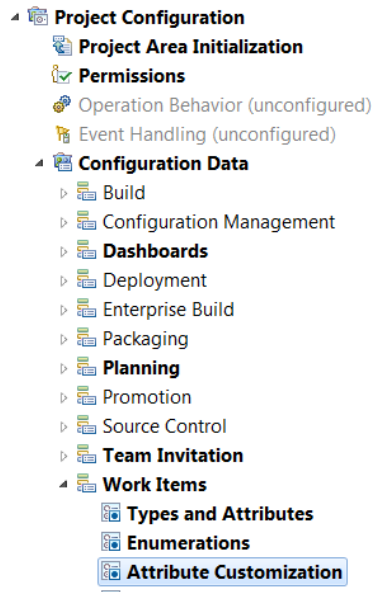 Project Configuration
Project Area Initialization
Permissions
Operation Behavior (unconfigured)
Event Handling (unconfigured)
Configuration Data
Build
Configuration Management
Dashboards
Deployment
Enterprise Build
Packaging
Planning
Promotion
Source Control
Team Invitation
Work Items
Types and Attributes
Enumerations
Attribute Customization